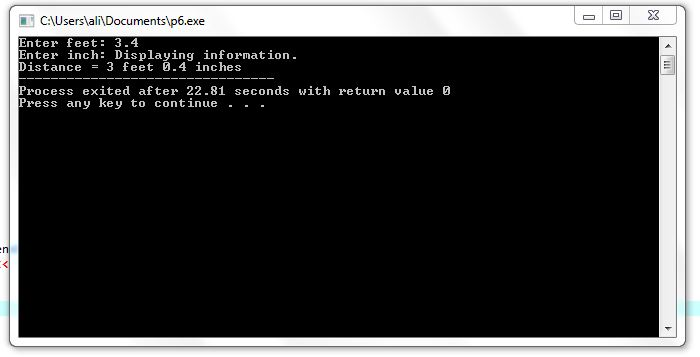 C:\Users\ali\Documents\p6.exe
Enter feet: 3.4
Enter inch: Displaying information.
Distance = 3 feet 0.4 inches
--------------------------------
Process exited after 22.81 seconds with return value 0
Press any key to continue . . .
en
<